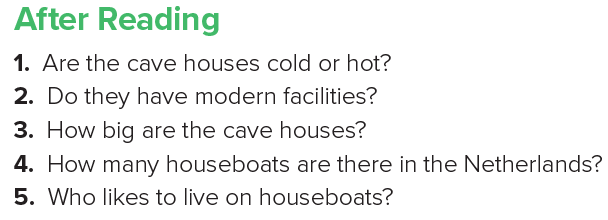 After Reading
1. Are the cave houses cold or hot?
2. Do they have modern facilities?
3. How big are the cave houses?
4. How many houseboats are there in the Netherlands?
5. Who likes to live on houseboats?